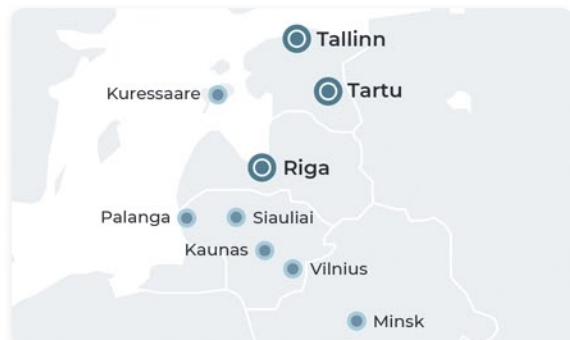 Tallinn
Tartu
Kuressaare
Riga
Palanga
Siauliai
Kaunas
Vilnius
Minsk